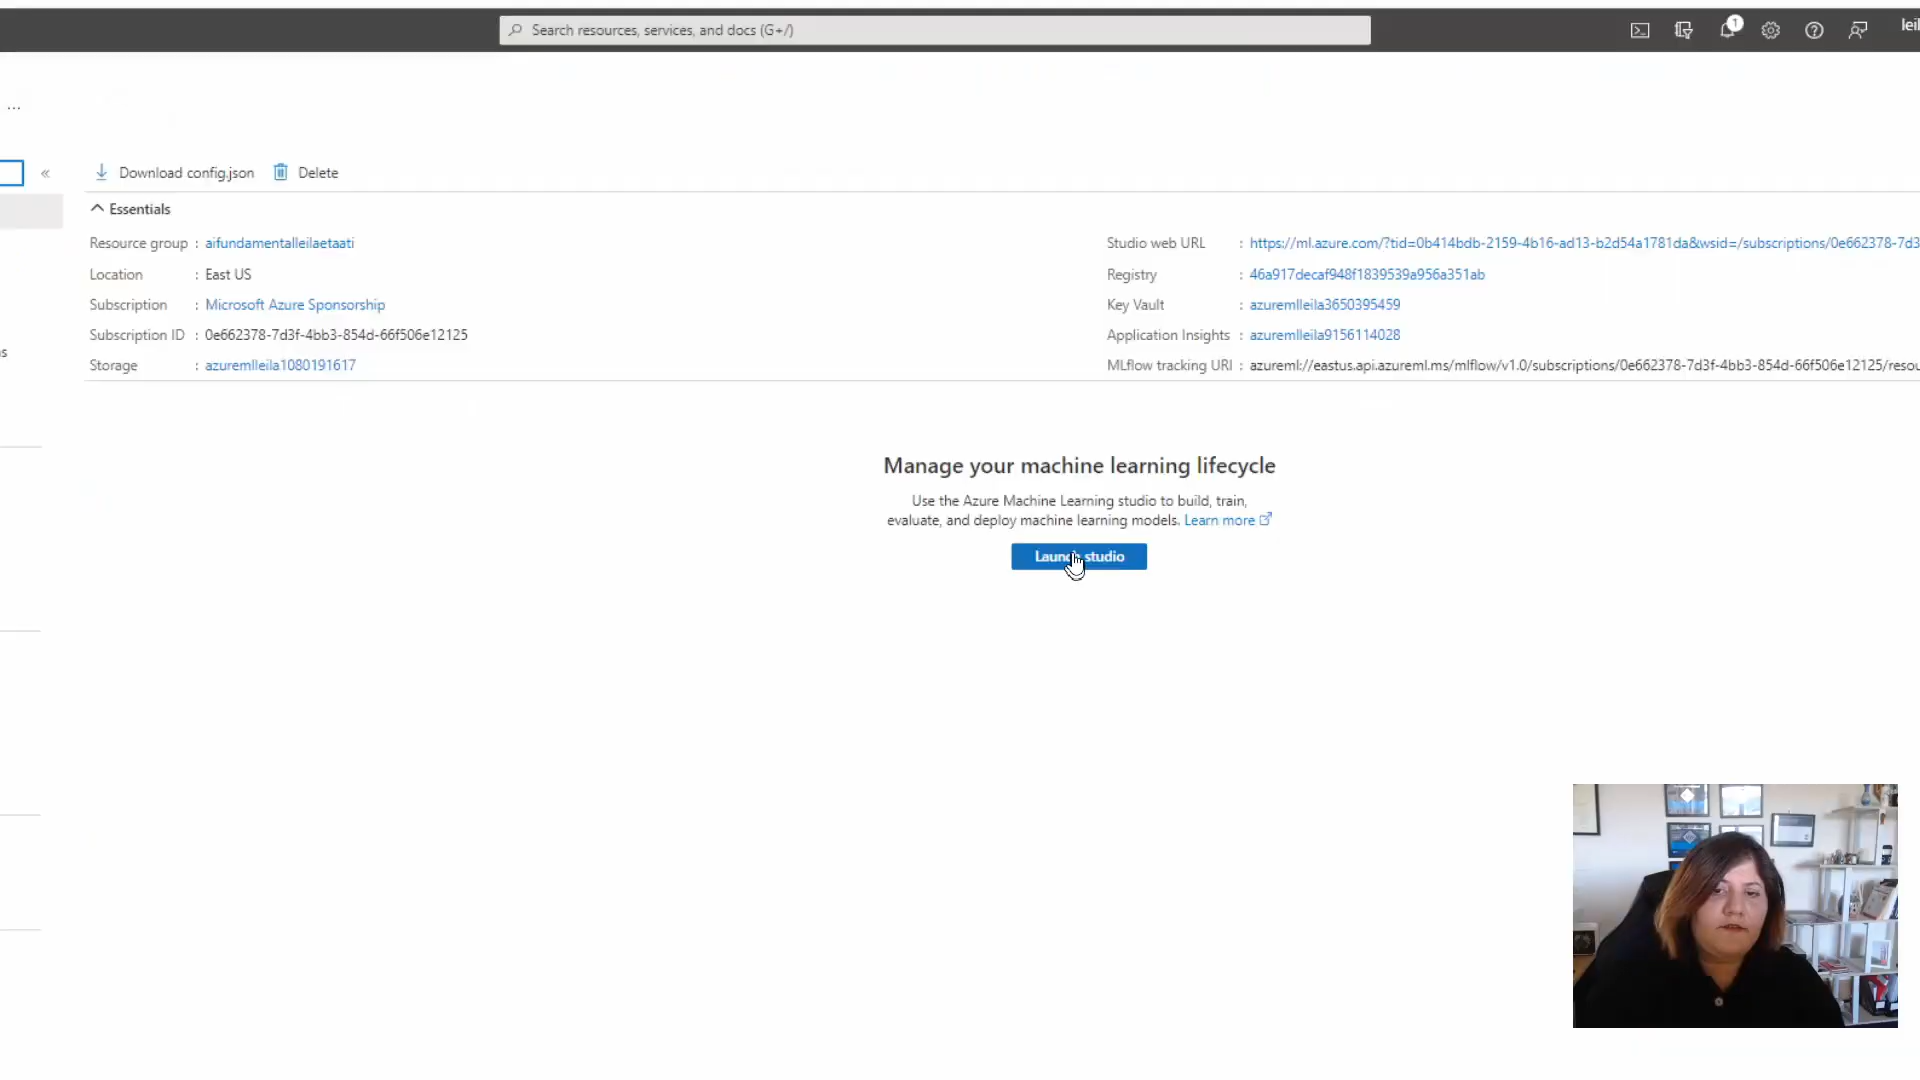 Search resources, services, and docs (G+/)
1
leil
...
«
Download config.json
Delete
Essentials
Resource group : aifundamentalleilaetaati
Location : East US
Subscription : Microsoft Azure Sponsorship
Subscription ID : 0e662378-7d3f-4bb3-854d-66f506e12125
Storage : azuremlleila1080191617
Studio web URL : https://ml.azure.com/?tid=0b414bdb-2159-4b16-ad13-b2d54a1781da&wsid=/subscriptions/0e662378-7d3
Registry : 46a917decaf948f1839539a956a351ab
Key Vault : azuremlleila3650395459
Application Insights : azuremlleila9156114028
MLflow tracking URI : azureml://eastus.api.azureml.ms/mlflow/v1.0/subscriptions/0e662378-7d3f-4bb3-854d-66f506e12125/resou
s
Manage your machine learning lifecycle
Use the Azure Machine Learning studio to build, train,
evaluate, and deploy machine learning models. Learn more
Launch studio